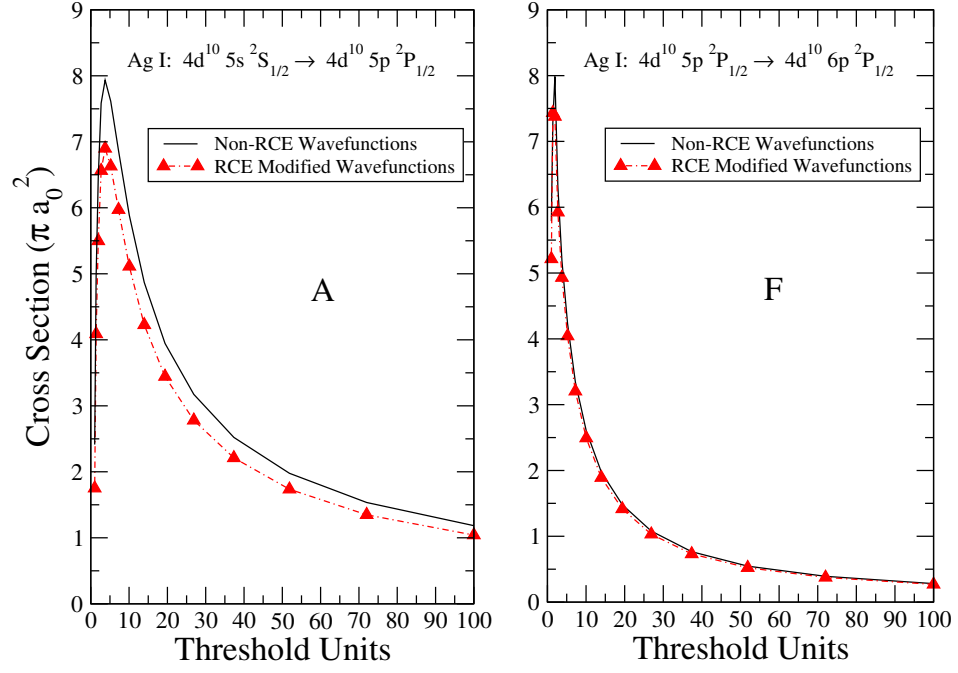 Ag I: 4d¹⁰ 5s ²S₁/₂ → 4d¹⁰ 5p ²P₁/₂
Non-RCE Wavefunctions
RCE Modified Wavefunctions
A
Cross Section (π a₀²)
9
8
7
6
5
4
3
2
1
0
0 10 20 30 40 50 60 70 80 90 100
Threshold Units
Ag I: 4d¹⁰ 5p ²P₁/₂ → 4d¹⁰ 6p ²P₁/₂
Non-RCE Wavefunctions
RCE Modified Wavefunctions
F
9
8
7
6
5
4
3
2
1
0
0 10 20 30 40 50 60 70 80 90 100
Threshold Units